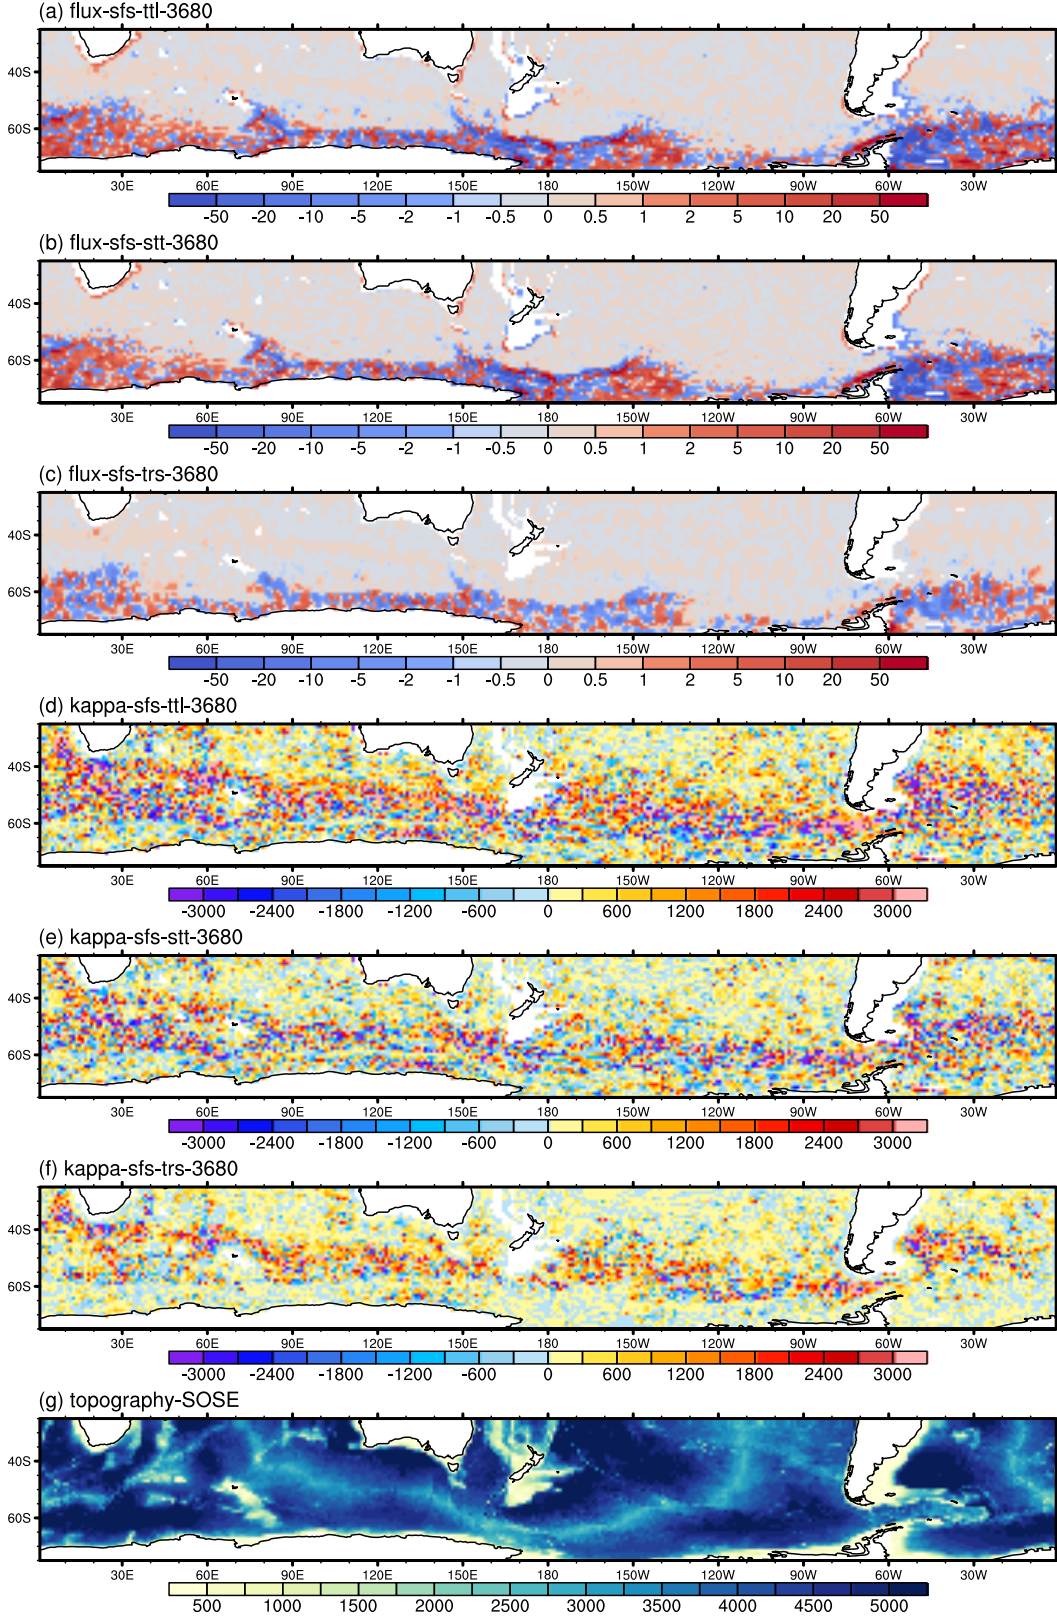 (a) flux-sfs-ttl-3680
40S
60S
30E 60E 90E 120E 150E 180 150W 120W 90W 60W 30W
-50 -20 -10 -5 -2 -1 -0.5 0 0.5 1 2 5 10 20 50
(b) flux-sfs-stt-3680
40S
60S
30E 60E 90E 120E 150E 180 150W 120W 90W 60W 30W
-50 -20 -10 -5 -2 -1 -0.5 0 0.5 1 2 5 10 20 50
(c) flux-sfs-trs-3680
40S
60S
30E 60E 90E 120E 150E 180 150W 120W 90W 60W 30W
-50 -20 -10 -5 -2 -1 -0.5 0 0.5 1 2 5 10 20 50
(d) kappa-sfs-ttl-3680
40S
60S
30E 60E 90E 120E 150E 180 150W 120W 90W 60W 30W
-3000 -2400 -1800 -1200 -600 0 600 1200 1800 2400 3000
(e) kappa-sfs-stt-3680
40S
60S
30E 60E 90E 120E 150E 180 150W 120W 90W 60W 30W
-3000 -2400 -1800 -1200 -600 0 600 1200 1800 2400 3000
(f) kappa-sfs-trs-3680
40S
60S
30E 60E 90E 120E 150E 180 150W 120W 90W 60W 30W
-3000 -2400 -1800 -1200 -600 0 600 1200 1800 2400 3000
(g) topography-SOSE
40S
60S
30E 60E 90E 120E 150E 180 150W 120W 90W 60W 30W
500 1000 1500 2000 2500 3000 3500 4000 4500 5000